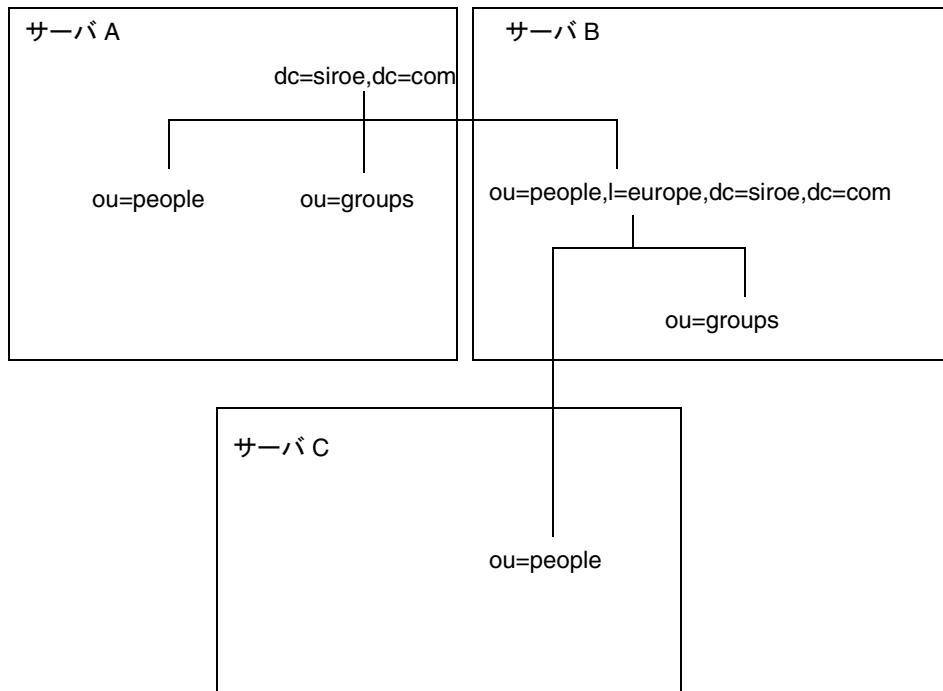 サーバ A
サーバ B
dc=siroe,dc=com
ou=people
ou=groups
ou=people,l=europe,dc=siroe,dc=com
ou=groups
サーバ C
ou=people